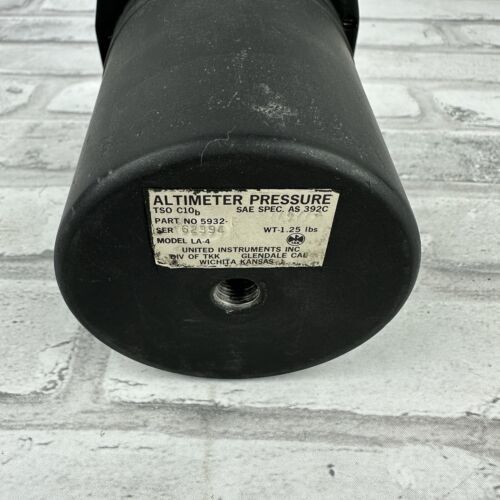 ALTIMETER PRESSURE
TSO C10b SAE SPEC. AS 392C
PART NO 5932-
SER 62394 WT-1.25 lbs
MODEL LA-4
UNITED INSTRUMENTS INC
DIV OF TKK GLENDALE CAL
WICHITA KANSAS